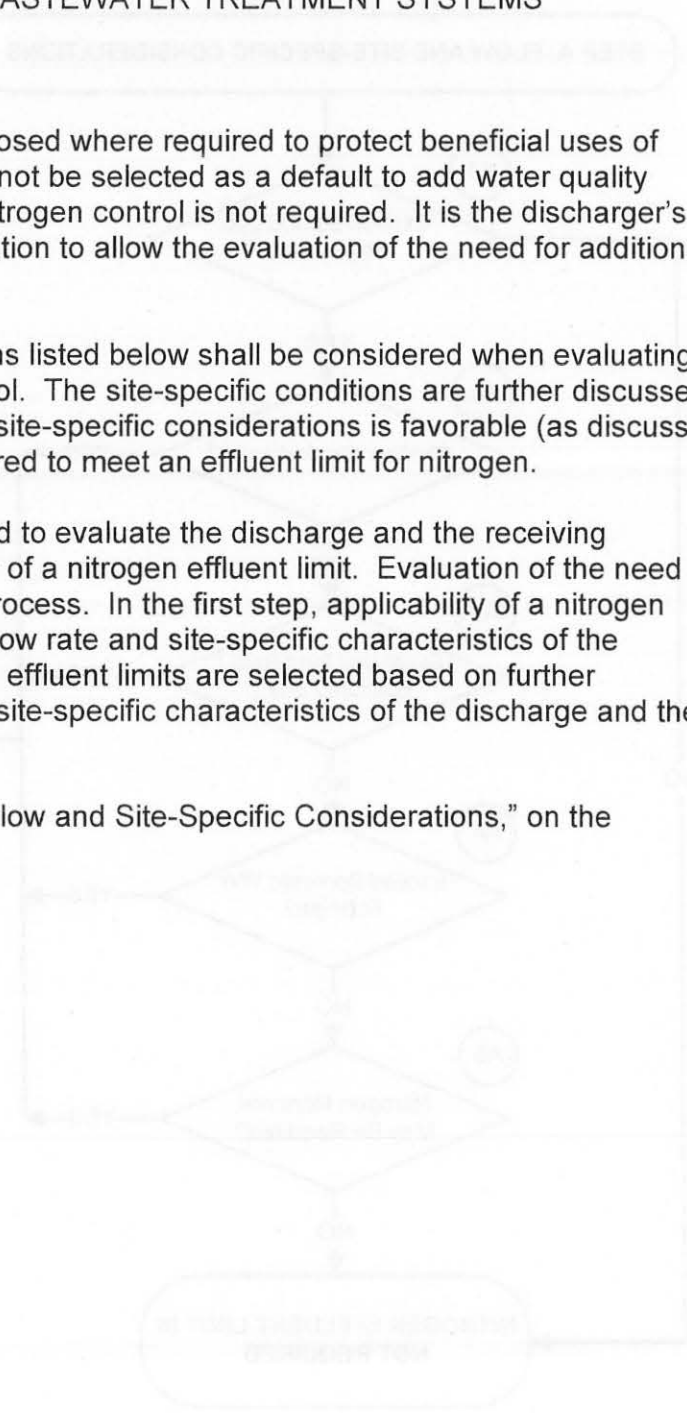 ASTEWATER TREATMENT SYSTEMS
osed where required to protect beneficial uses of
not be selected as a default to add water quality
trogen control is not required. It is the discharger's
tion to allow the evaluation of the need for addition
ns listed below shall be considered when evaluating
ol. The site-specific conditions are further discusse
site-specific considerations is favorable (as discuss
red to meet an effluent limit for nitrogen.
d to evaluate the discharge and the receiving
of a nitrogen effluent limit. Evaluation of the need
rocess. In the first step, applicability of a nitrogen
ow rate and site-specific characteristics of the
effluent limits are selected based on further
site-specific characteristics of the discharge and the
low and Site-Specific Considerations,” on the